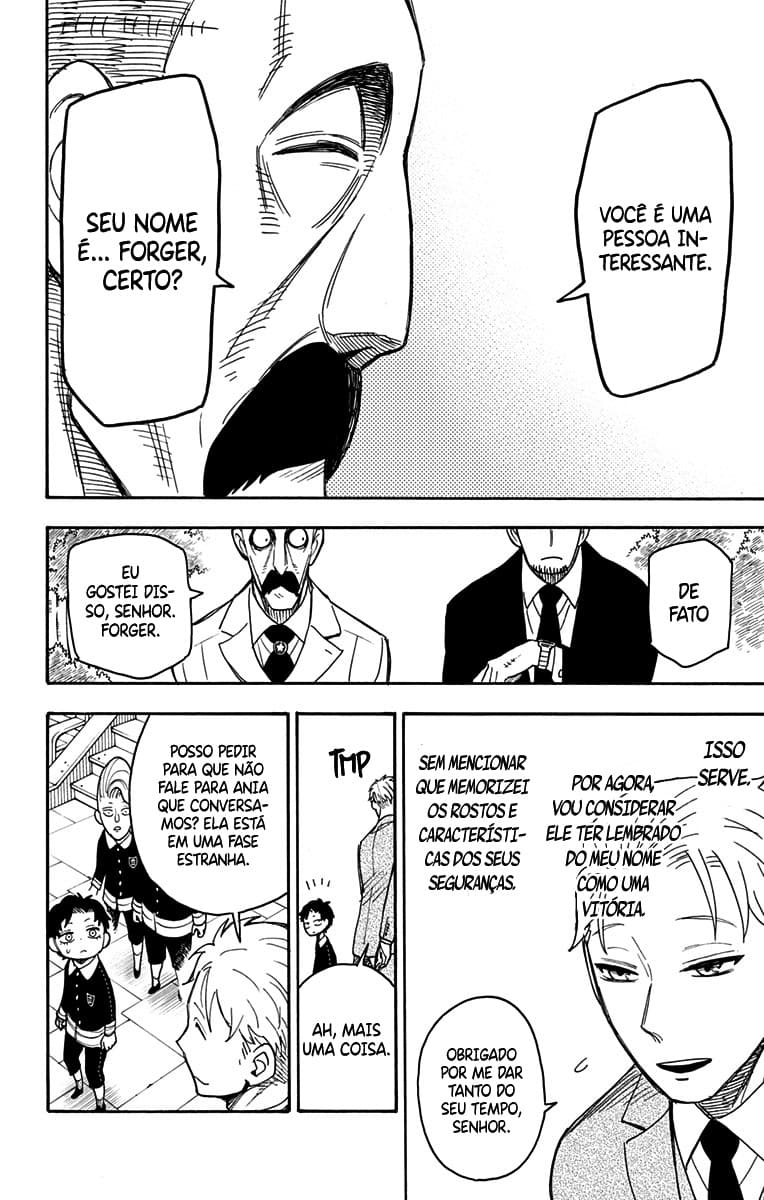 VOCÊ É UMA
PESSOA IN-
TERESSANTE.
SEU NOME
É... FORGER,
CERTO?
DE
FATO
EU
GOSTEI DIS-
SO, SENHOR.
FORGER.
ISSO
SERVE.
POR AGORA,
VOU CONSIDERAR
ELE TER LEMBRADO
DO MEU NOME
COMO UMA
VITÓRIA.
SEM MENCIONAR
QUE MEMORIZEI
OS ROSTOS E
CARACTERÍSTI-
CAS DOS SEUS
SEGURANÇAS.
OBRIGADO
POR ME DAR
TANTO DO
SEU TEMPO,
SENHOR.
TMP
AH, MAIS
UMA COISA.
POSSO PEDIR
PARA QUE NÃO
FALE PARA ANIA
QUE CONVERSA-
MOS? ELA ESTÁ
EM UMA FASE
ESTRANHA.